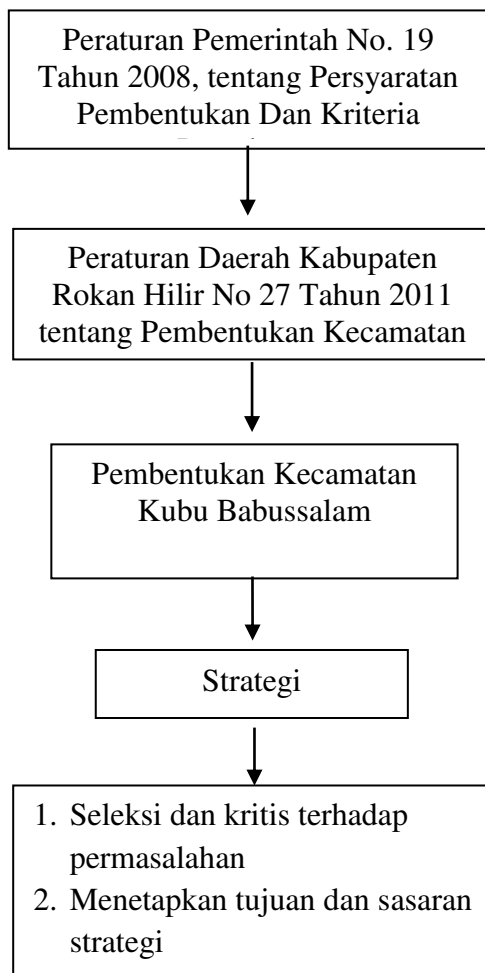 Peraturan Pemerintah No. 19
Tahun 2008, tentang Persyaratan
Pembentukan Dan Kriteria
Peraturan Daerah Kabupaten
Rokan Hilir No 27 Tahun 2011
tentang Pembentukan Kecamatan
Pembentukan Kecamatan
Kubu Babussalam
Strategi
1. Seleksi dan kritis terhadap
permasalahan
2. Menetapkan tujuan dan sasaran
strategi